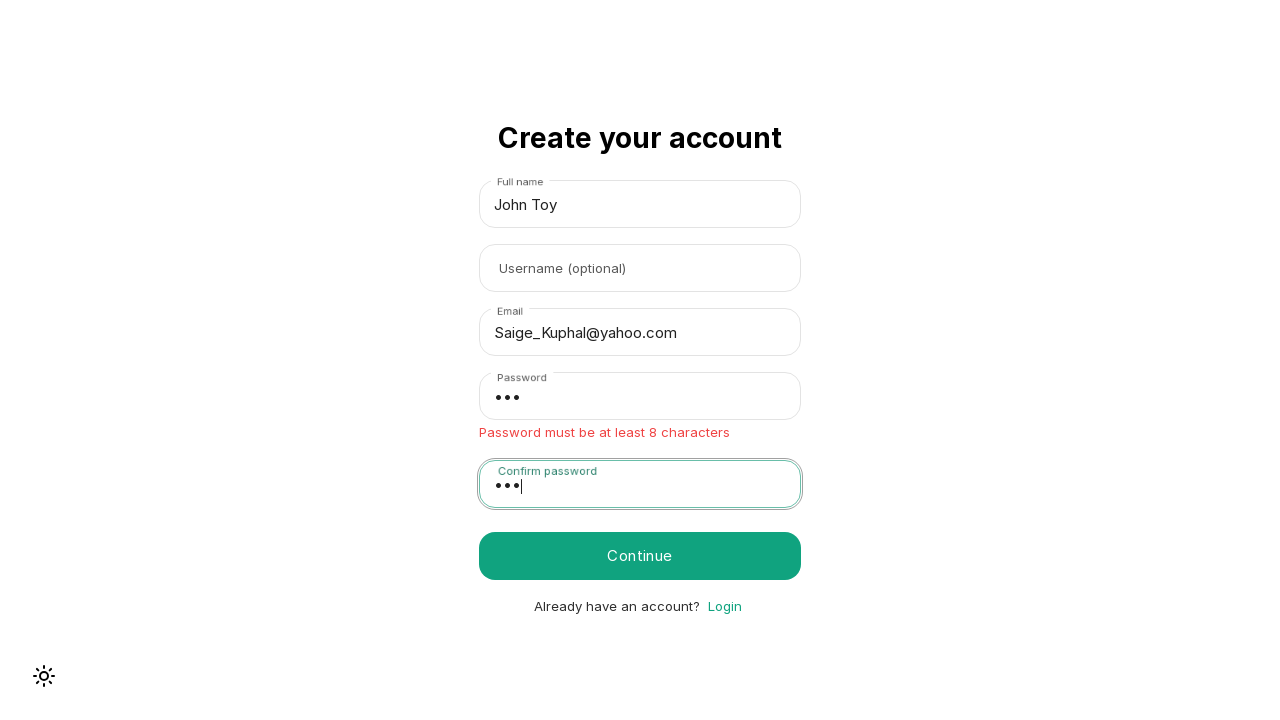 Create your account
Full name
John Toy
Username (optional)
Email
Saige_Kuphal@yahoo.com
Password
•••
Password must be at least 8 characters
Confirm password
•••
Continue
Already have an account? Login